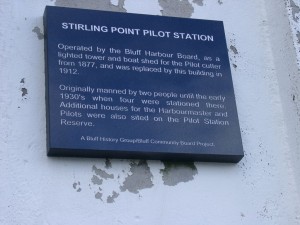 STIRLING POINT PILOT STATION
Operated by the Bluff Harbour Board, as a
lighted tower and boat shed for the Pilot cutter
from 1877, and was replaced by this building in
1912.
Originally manned by two people until the early
1930's when four were stationed there.
Additional houses for the Harbourmaster and
Pilots were also sited on the Pilot Station
Reserve.
A Bluff History Group/Bluff Community Board Project.